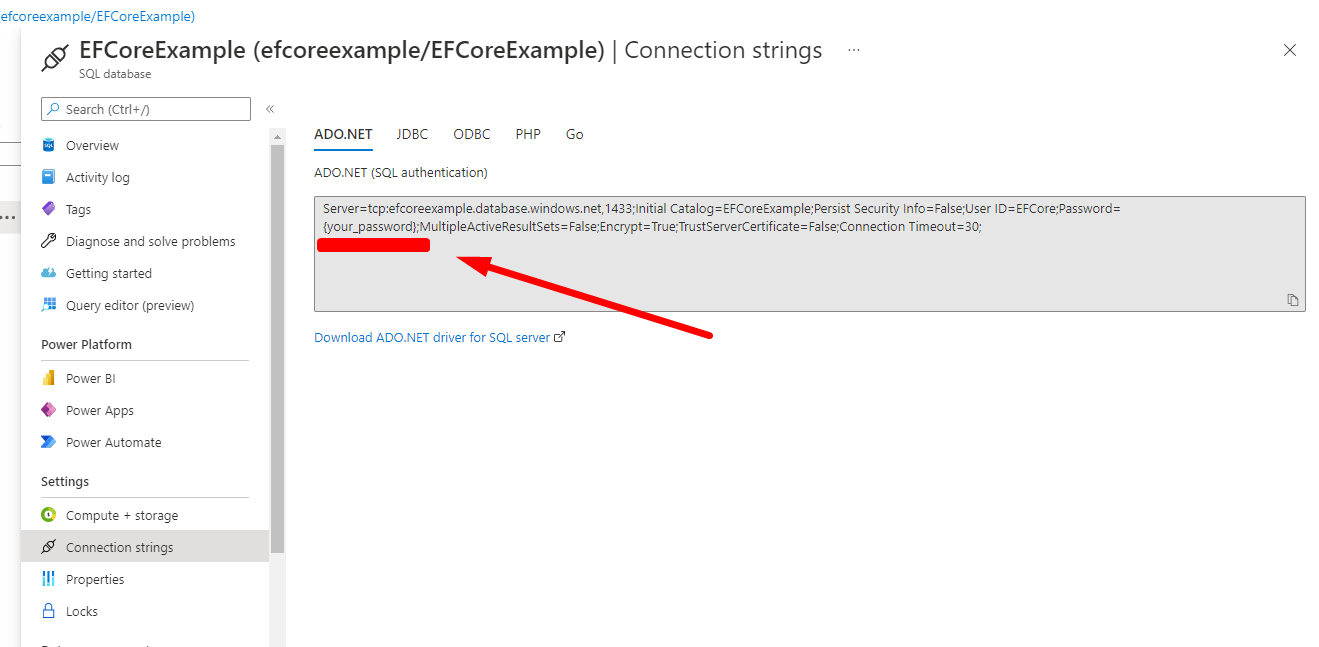 efcoreexample/EFCoreExample)
EFCoreExample (efcoreexample/EFCoreExample) | Connection strings ...
SQL database
Search (Ctrl+/)
«
Overview
Activity log
Tags
Diagnose and solve problems
Getting started
Query editor (preview)
Power Platform
Power BI
Power Apps
Power Automate
Settings
Compute + storage
Connection strings
Properties
Locks
ADO.NET JDBC ODBC PHP Go
ADO.NET (SQL authentication)
Server=tcp:efcoreexample.database.windows.net,1433;Initial Catalog=EFCoreExample;Persist Security Info=False;User ID=EFCore;Password=
{your_password};MultipleActiveResultSets=False;Encrypt=True;TrustServerCertificate=False;Connection Timeout=30;
Download ADO.NET driver for SQL server